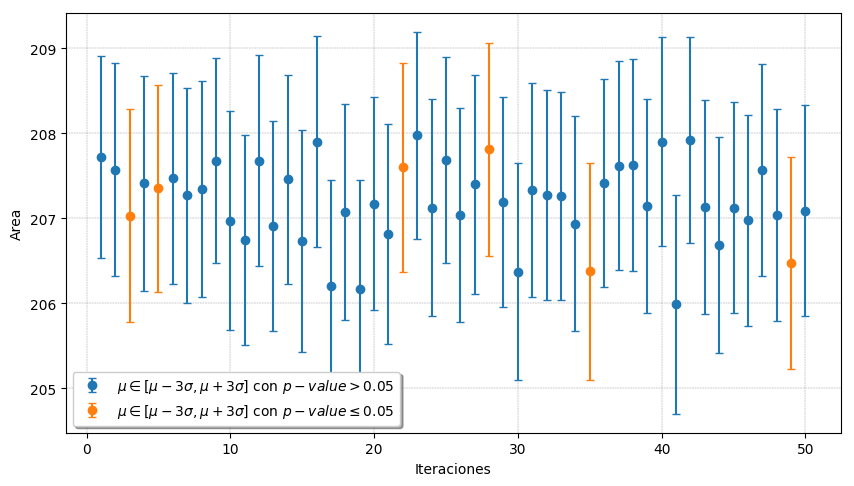 209
208
207
206
205
Area
μ ∈ [μ − 3σ, μ + 3σ] con p − value > 0.05
μ ∈ [μ − 3σ, μ + 3σ] con p − value ≤ 0.05
0 10 20 30 40 50
Iteraciones